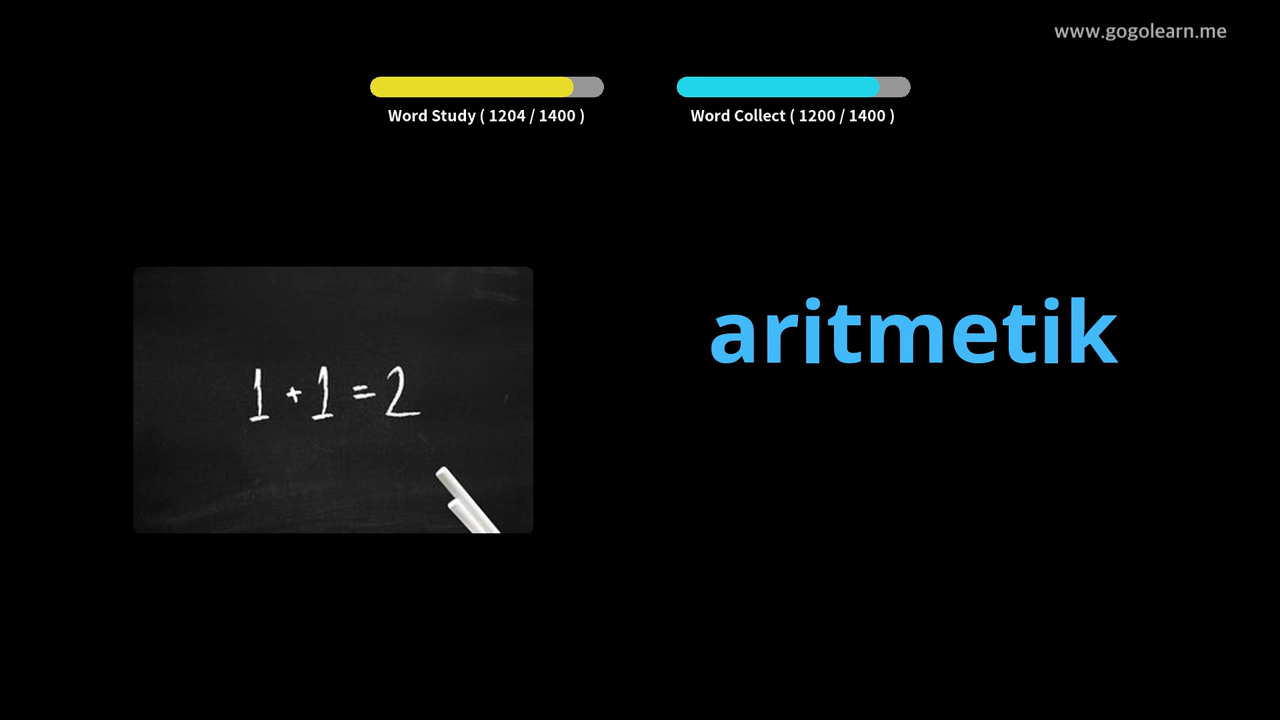 www.gogolearn.me
Word Study ( 1204 / 1400 )
Word Collect ( 1200 / 1400 )
aritmetik
1 + 1 = 2